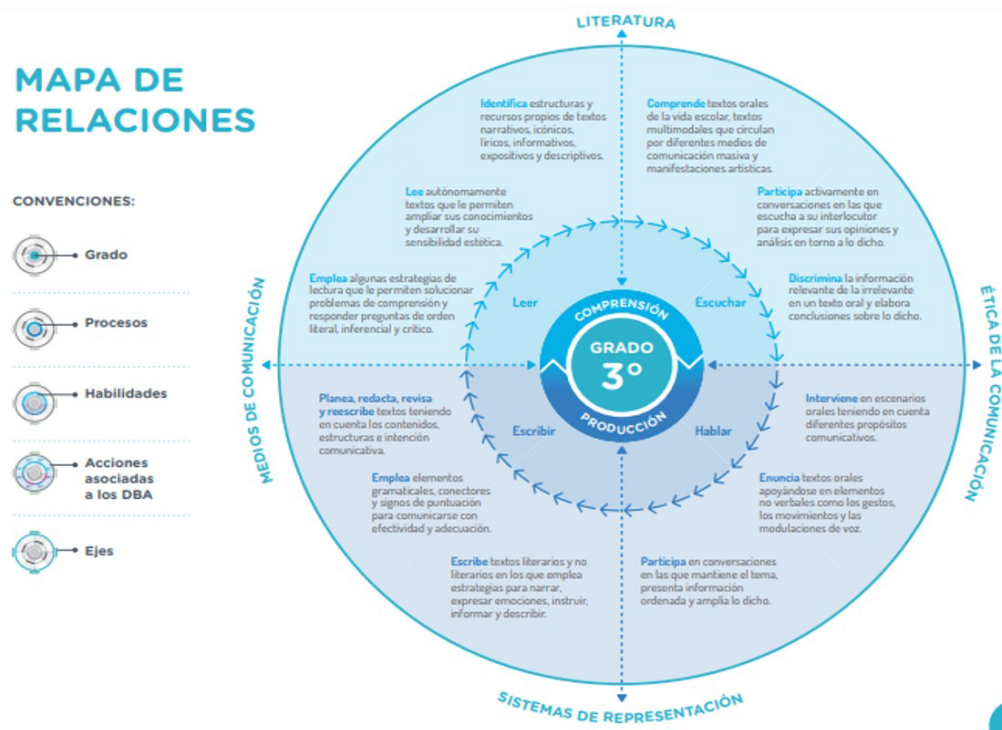 LITERATURA
MAPA DE
RELACIONES
CONVENCIONES:
Grado
Procesos
Habilidades
Acciones
asociadas
a los DBA
Ejes
MEDIOS DE COMUNICACIÓN
ÉTICA DE LA COMUNICACIÓN
Identifica estructuras y
recursos propios de textos
narrativos, icónicos,
líricos, informativos,
expositivos y descriptivos.
Comprende textos orales
de la vida escolar, textos
multimodales que circulan
por diferentes medios de
comunicación masiva y
manifestaciones artísticas.
Lee autónomamente
textos que le permiten
ampliar sus conocimientos
y desarrollar su
sensibilidad estética.
Participa activamente en
conversaciones en las que
escucha a su interlocutor
para expresar sus opiniones y
análisis en torno a lo dicho.
Emplea algunas estrategias de
lectura que le permiten solucionar
problemas de comprensión y
responder preguntas de orden
literal, inferencial y crítico.
Discrimina la información
relevante de la irrelevante
en un texto oral y elabora
conclusiones sobre lo dicho.
Leer
Escuchar
COMPRENSIÓN
GRADO
3°
PRODUCCIÓN
Escribir
Hablar
Planea, redacta, revisa
y reescribe textos teniendo
en cuenta los contenidos,
estructuras e intención
comunicativa.
Interviene en escenarios
orales teniendo en cuenta
diferentes propósitos
comunicativos.
Emplea elementos
gramaticales, conectores
y signos de puntuación
para comunicarse con
efectividad y adecuación.
Enuncia textos orales
apoyándose en elementos
no verbales como los gestos,
los movimientos y las
modulaciones de voz.
Escribe textos literarios y no
literarios en los que emplea
estrategias para narrar,
expresar emociones, instruir,
informar y describir.
Participa en conversaciones
en las que mantiene el tema,
presenta información
ordenada y amplía lo dicho.
SISTEMAS DE REPRESENTACIÓN